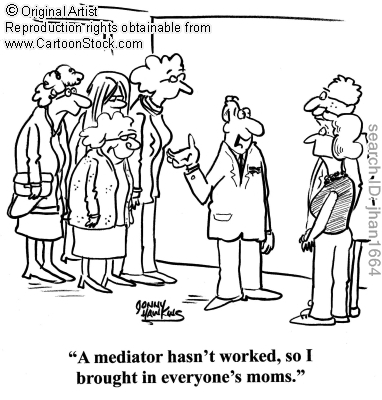 © Original Artist
Reproduction rights obtainable from
www.CartoonStock.com
search ID: jhan1664
JONNY
HAWKINS
“A mediator hasn’t worked, so I
brought in everyone’s moms.”